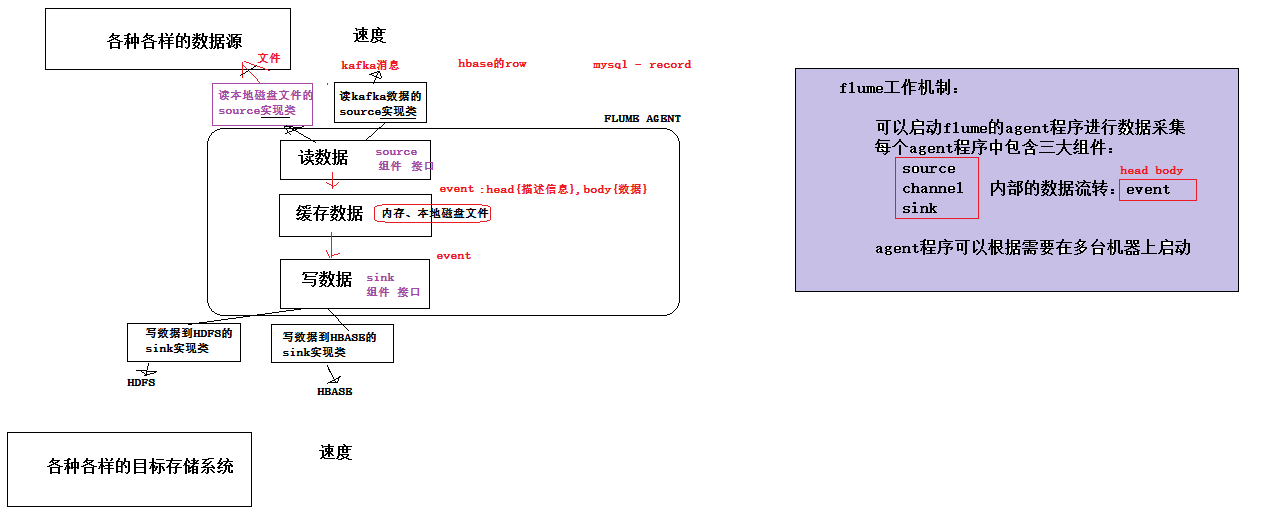 各种各样的数据源
速度
文件
kafka消息
hbase的row
mysql - record
读本地磁盘文件的
source实现类
读kafka数据的
source实现类
FLUME AGENT
读数据
source
组件 接口
event :head{描述信息},body{数据}
缓存数据
内存、本地磁盘文件
event
写数据
sink
组件 接口
写数据到HDFS的
sink实现类
写数据到HBASE的
sink实现类
HDFS
HBASE
速度
各种各样的目标存储系统
flume工作机制:
可以启动flume的agent程序进行数据采集
每个agent程序中包含三大组件:
source
channel
sink
内部的数据流转:
head body
event
agent程序可以根据需要在多台机器上启动